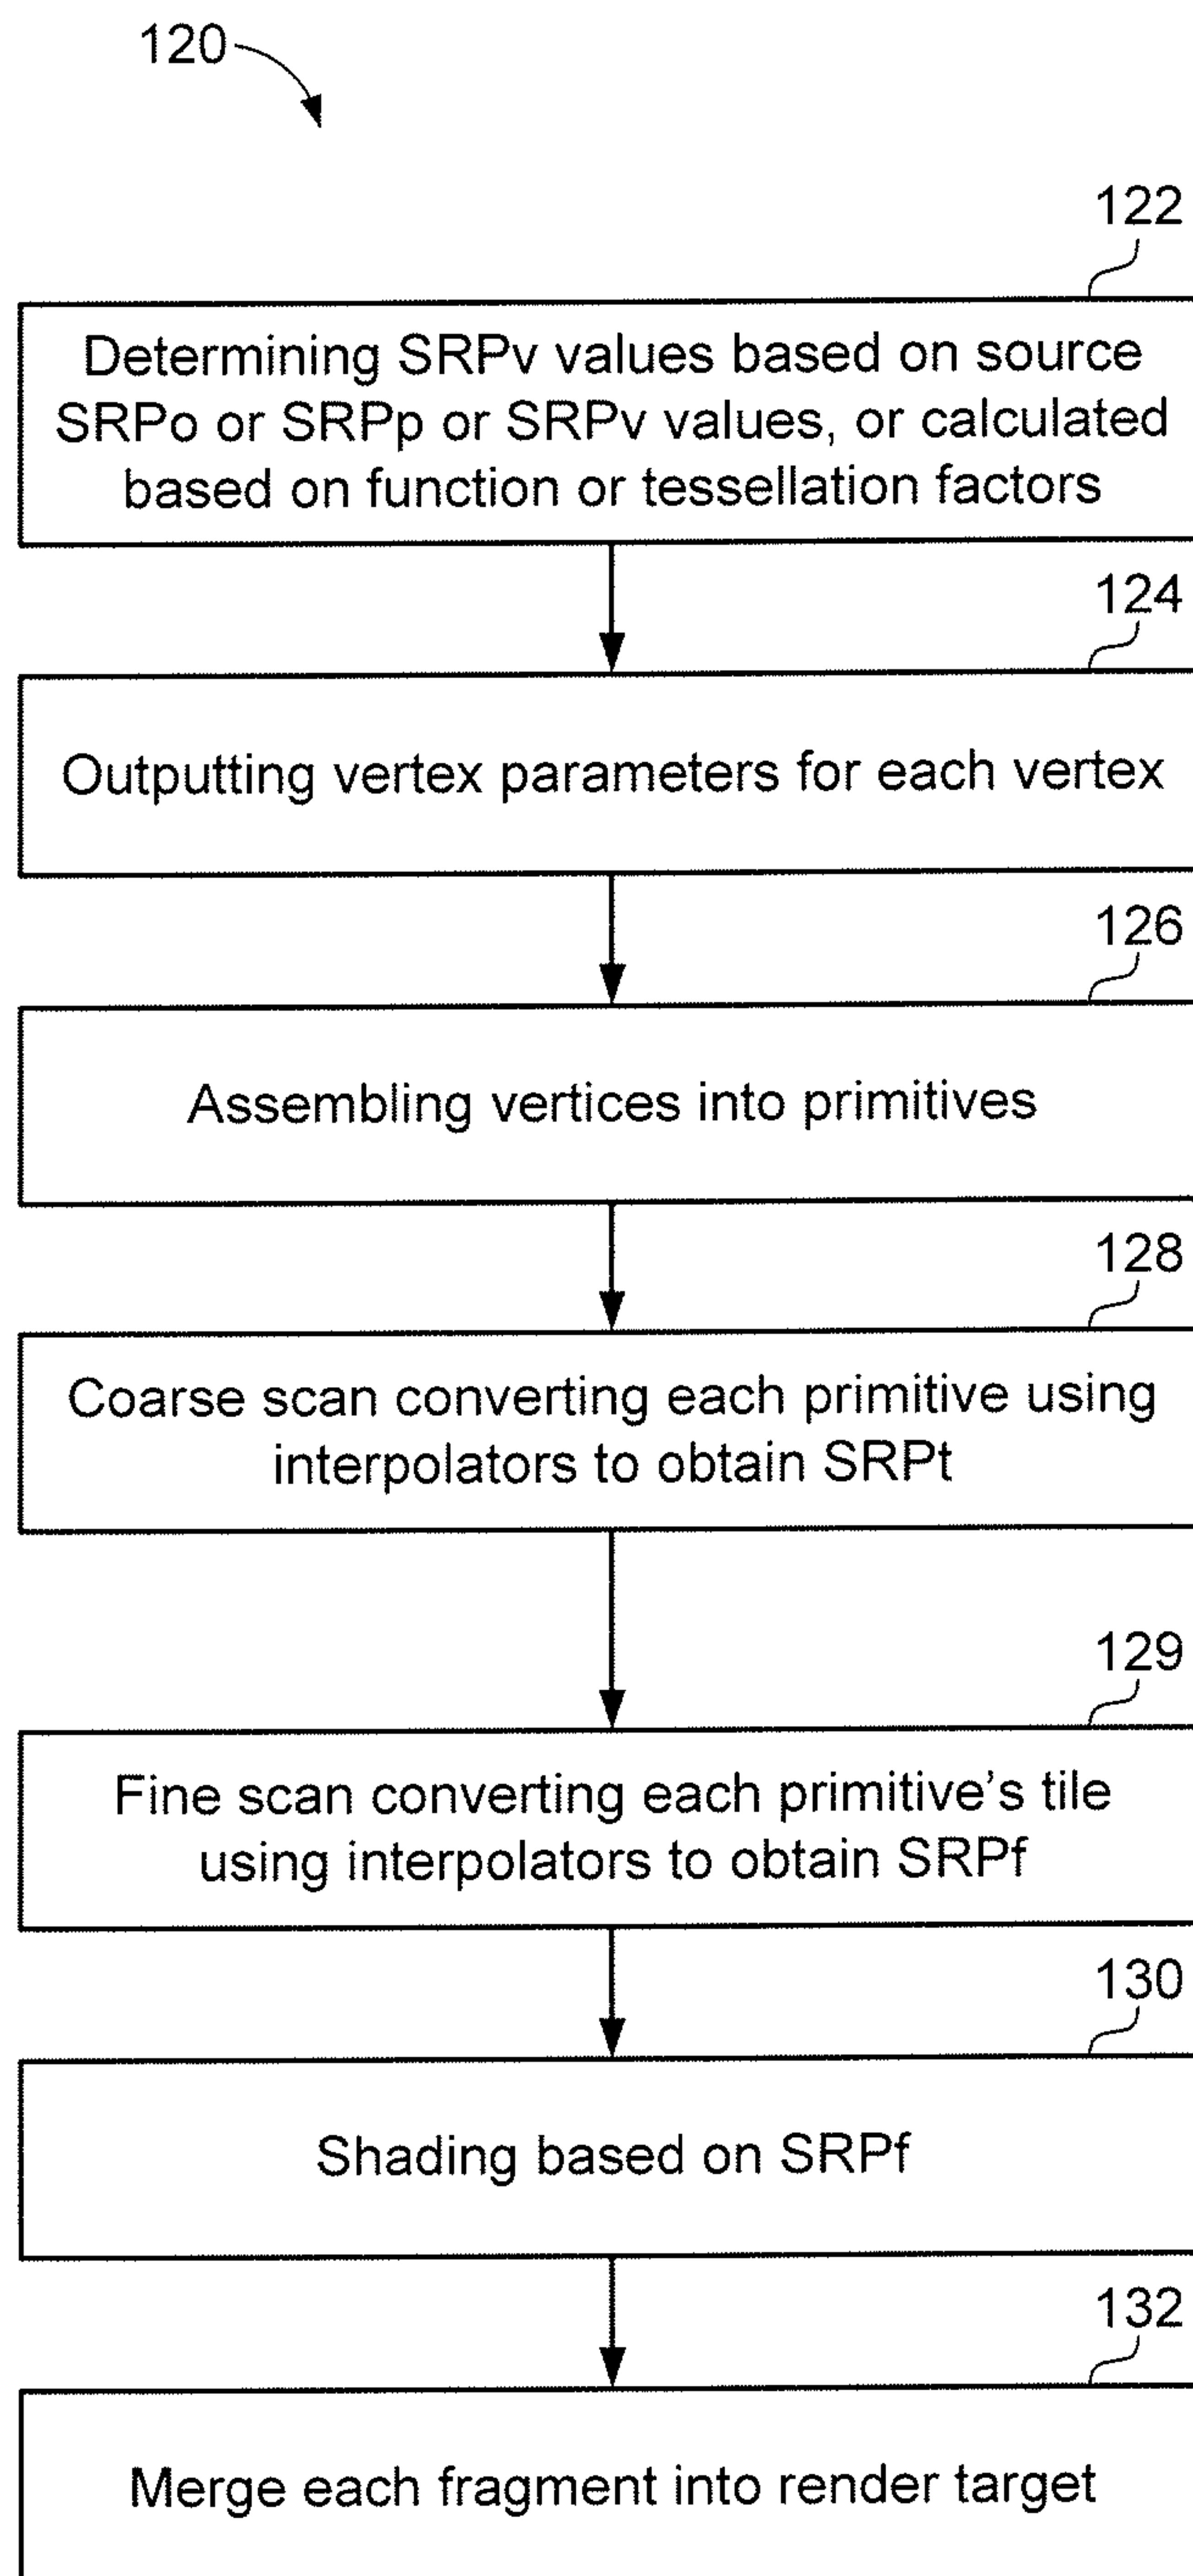 120
122
Determining SRPv values based on source
SRPo or SRPp or SRPv values, or calculated
based on function or tessellation factors
124
Outputting vertex parameters for each vertex
126
Assembling vertices into primitives
128
Coarse scan converting each primitive using
interpolators to obtain SRPt
129
Fine scan converting each primitive's tile
using interpolators to obtain SRPf
130
Shading based on SRPf
132
Merge each fragment into render target